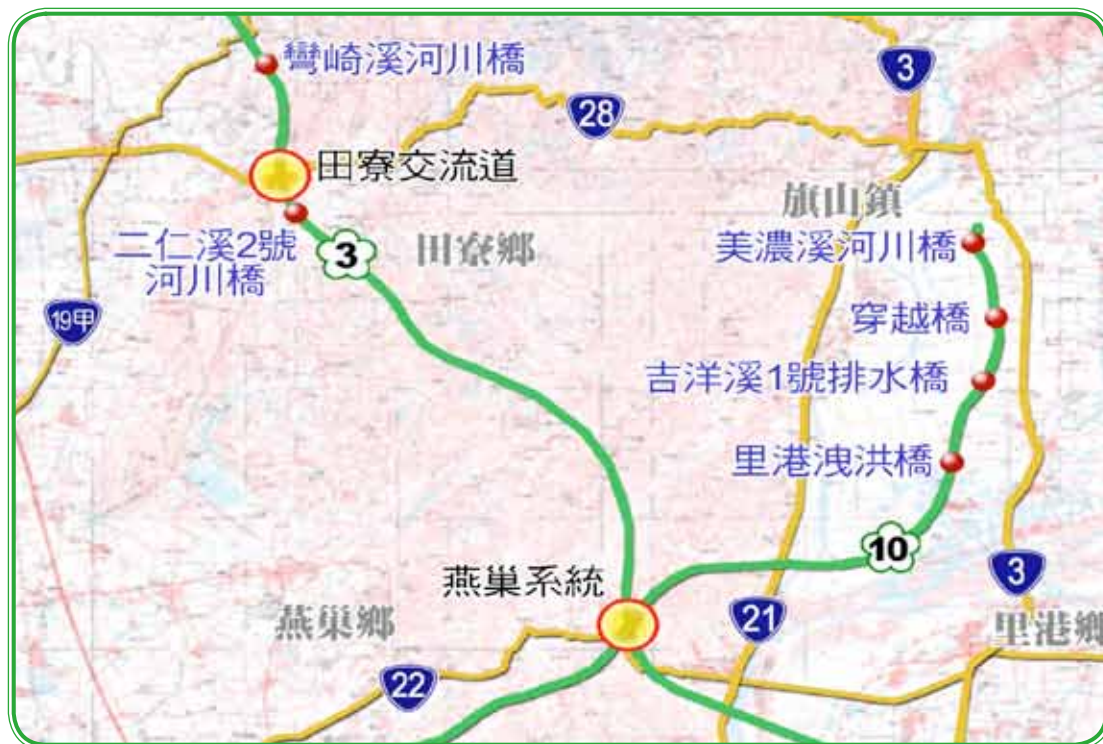 彎崎溪河川橋
3
28
田寮交流道
旗山鎮
二仁溪2號
河川橋
3
田寮鄉
美濃溪河川橋
19甲
穿越橋
吉洋溪1號排水橋
里港洩洪橋
10
燕巢系統
3
燕巢鄉
21
里港鄉
22